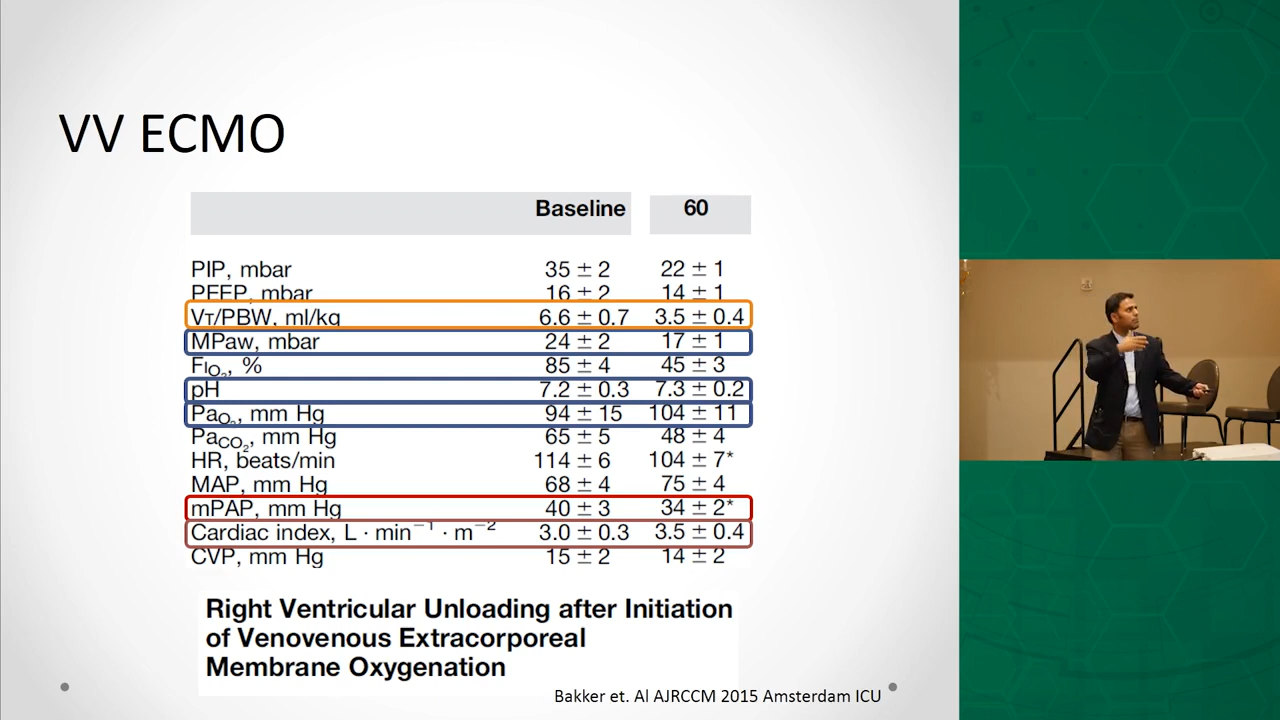 VV ECMO
Baseline 60
PIP, mbar 35 ± 2 22 ± 1
PEEP, mbar 16 ± 2 14 ± 1
VT/PBW, ml/kg 6.6 ± 0.7 3.5 ± 0.4
MPaw, mbar 24 ± 2 17 ± 1
FIO2, % 85 ± 4 45 ± 3
pH 7.2 ± 0.3 7.3 ± 0.2
PaO2, mm Hg 94 ± 15 104 ± 11
PaCO2, mm Hg 65 ± 5 48 ± 4
HR, beats/min 114 ± 6 104 ± 7*
MAP, mm Hg 68 ± 4 75 ± 4
mPAP, mm Hg 40 ± 3 34 ± 2*
Cardiac index, L · min−1 · m−2 3.0 ± 0.3 3.5 ± 0.4
CVP, mm Hg 15 ± 2 14 ± 2
Right Ventricular Unloading after Initiation
of Venovenous Extracorporeal
Membrane Oxygenation
Bakker et. Al AJRCCM 2015 Amsterdam ICU